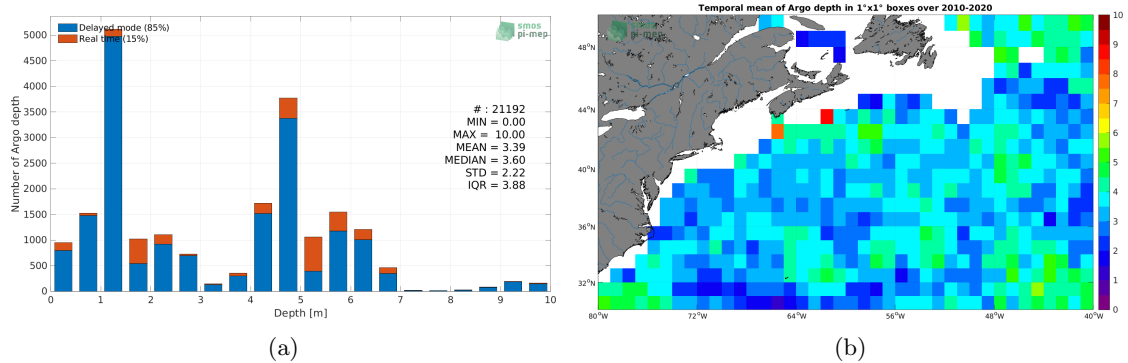 Delayed mode (85%)
Real time (15%)
smos
pi-mep
5000
4500
4000
3500
3000
2500
2000
1500
1000
500
0
Number of Argo depth
# : 21192
MIN = 0.00
MAX = 10.00
MEAN = 3.39
MEDIAN = 3.60
STD = 2.22
IQR = 3.88
0 1 2 3 4 5 6 7 8 9 10
Depth [m]
(a)
Temporal mean of Argo depth in 1°x1° boxes over 2010-2020
smos
pi-mep
48°N
44°N
40°N
36°N
32°N
80°W 72°W 64°W 56°W 48°W 40°W
10
9
8
7
6
5
4
3
2
1
0
(b)